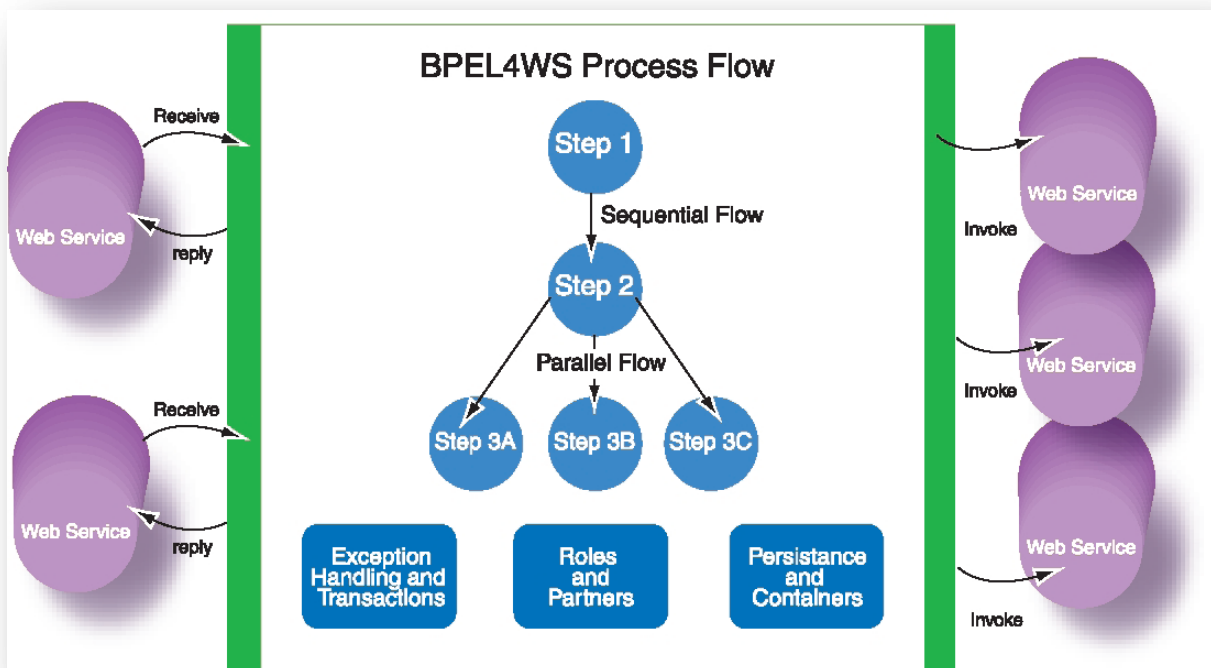 BPEL4WS Process Flow
Receive
Web Service
reply
Receive
Web Service
reply
Step 1
Sequential Flow
Step 2
Parallel Flow
Step 3A
Step 3B
Step 3C
Exception
Handling and
Transactions
Roles
and
Partners
Persistance
and
Containers
Web Service
Invoke
Web Service
Invoke
Web Service
Invoke